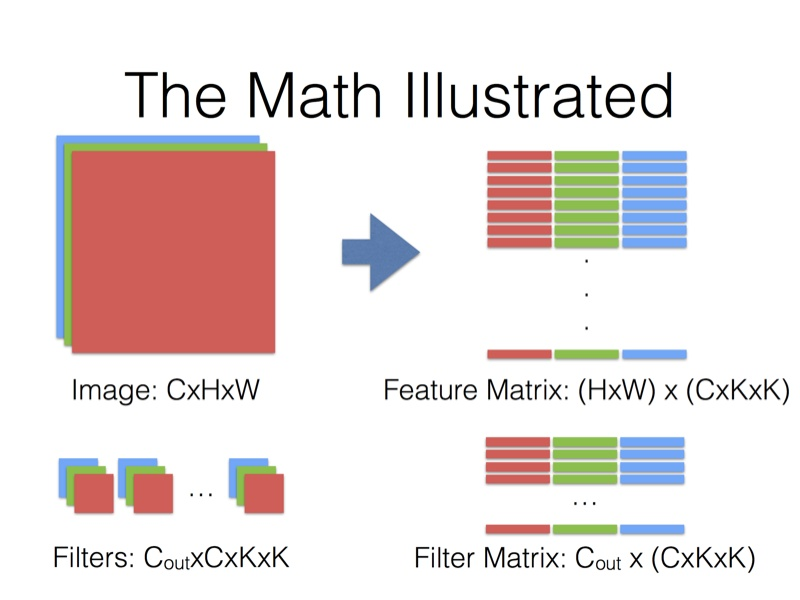 The Math Illustrated
.
.
.
Image: CxHxW
Feature Matrix: (HxW) x (CxKxK)
...
...
Filters: CoutxCxKxK
Filter Matrix: Cout x (CxKxK)